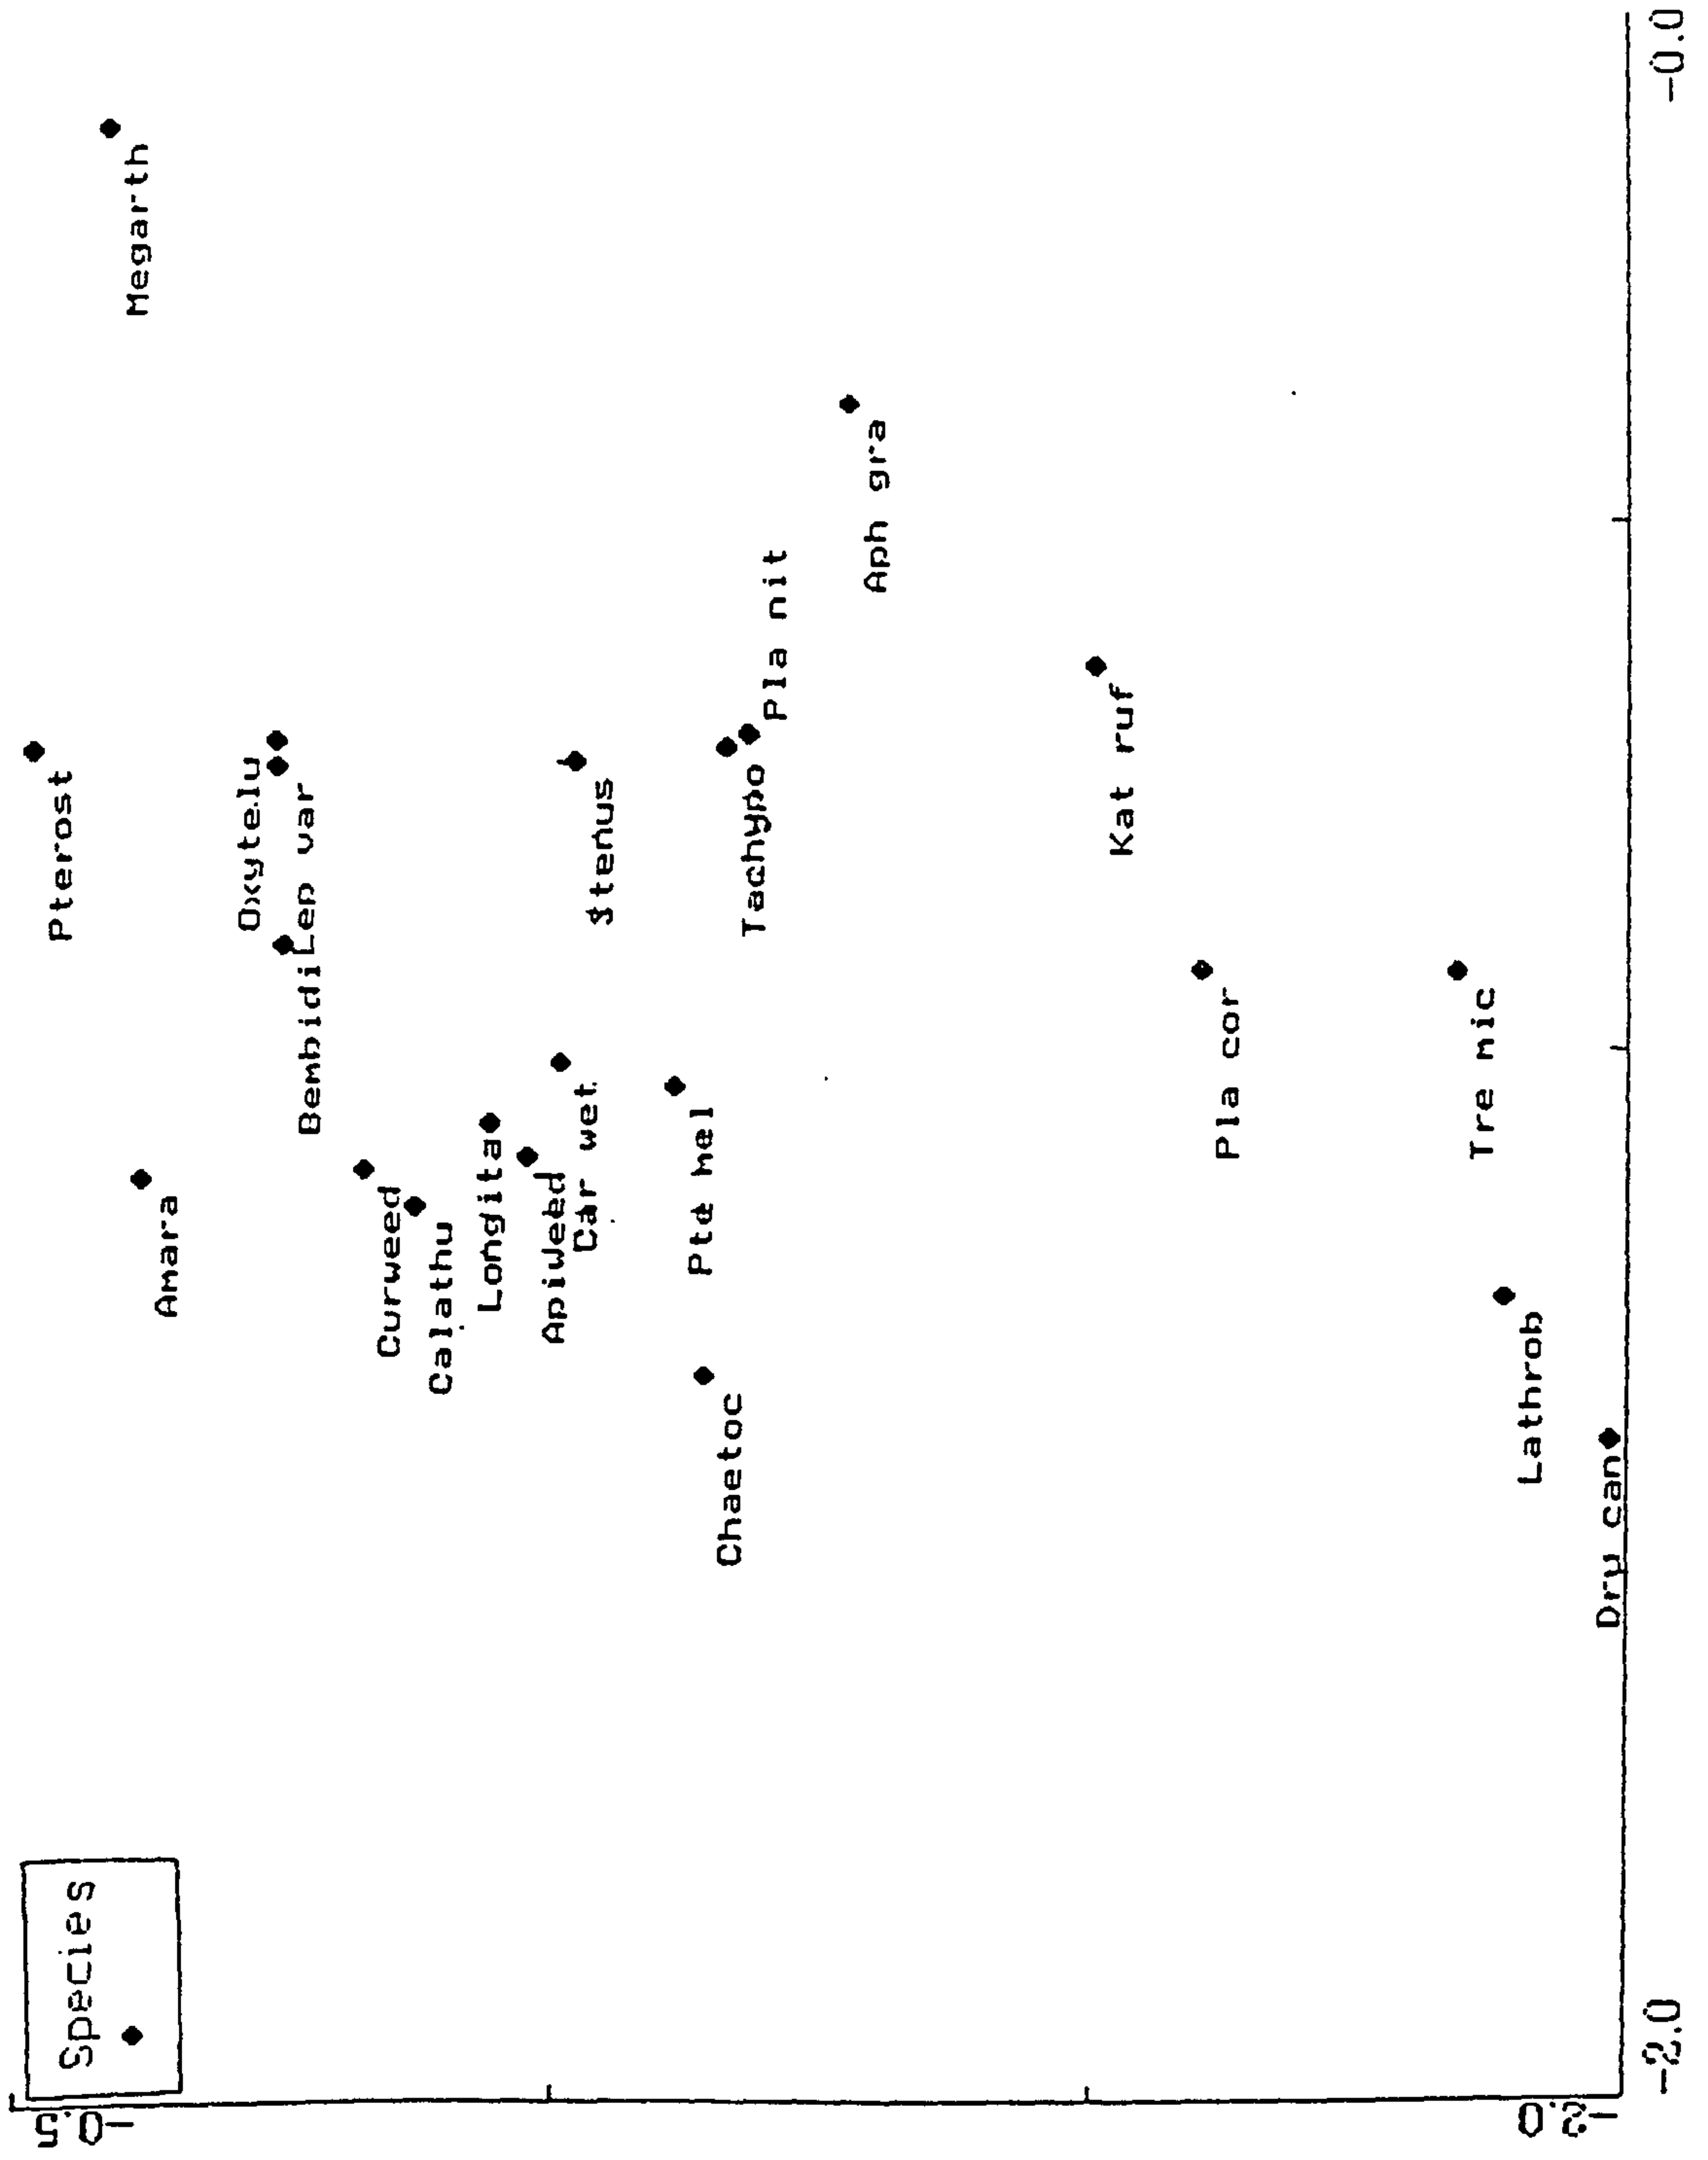 -0.5
Species
Pterost
Megarth
Amara
Oxytelu
Lep var
Bembidi
Curweed
Calathu
Longita
ApiWeed
Car wet
Stenus
Pte mel
Chaetoc
Tachypo
Pla nit
Aph gra
Kat ruf
Pla cor
Tre mic
Lathrob
Dry can
-2.0
-2.0
-0.0